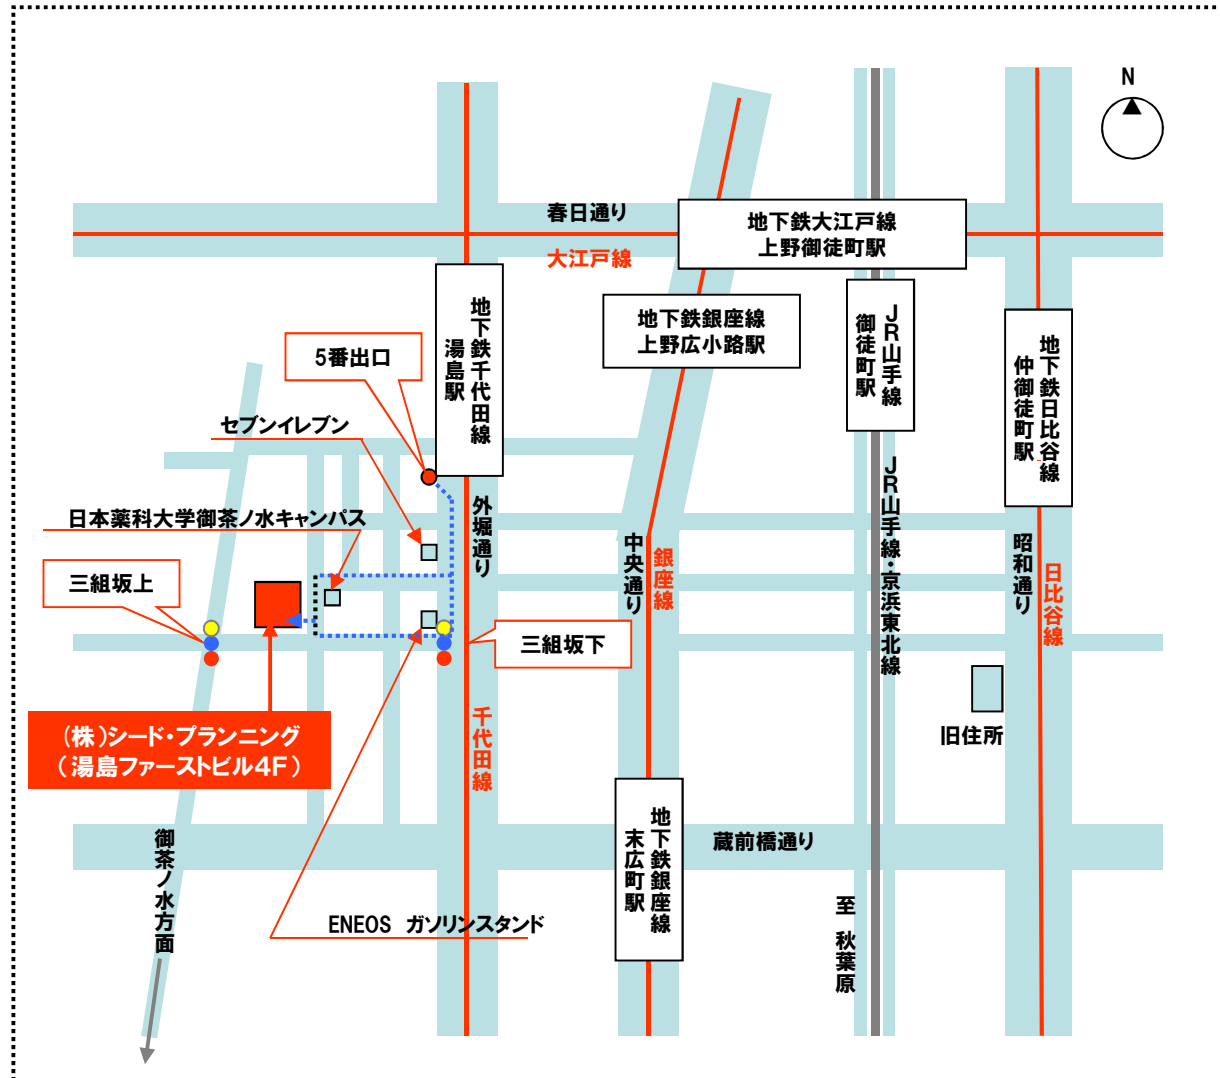 N
春日通り
大江戸線
地下鉄大江戸線
上野御徒町駅
地下鉄千代田線
湯島駅
地下鉄銀座線
上野広小路駅
JR山手線
御徒町駅
地下鉄日比谷線
仲御徒町駅
5番出口
セブンイレブン
日本薬科大学御茶ノ水キャンパス
三組坂上
外堀通り
中央通り
銀座線
JR山手線・京浜東北線
昭和通り
日比谷線
三組坂下
(株)シード・プランニング
(湯島ファーストビル4F)
千代田線
旧住所
御茶ノ水方面
地下鉄銀座線
末広町駅
蔵前橋通り
ENEOS ガソリンスタンド
至 秋葉原